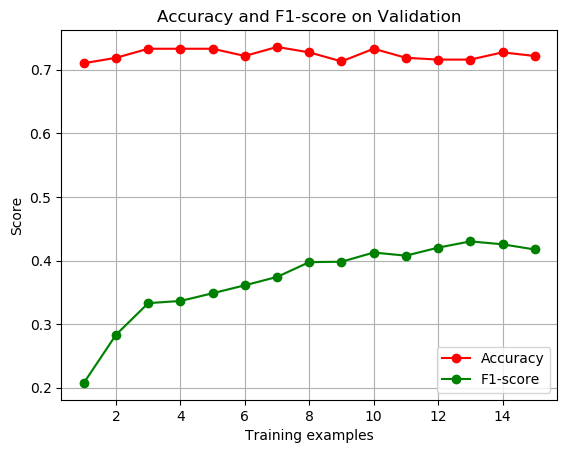 Accuracy and F1-score on Validation
0.7
0.6
0.5
0.4
0.3
0.2
Score
2 4 6 8 10 12 14
Training examples
Accuracy
F1-score